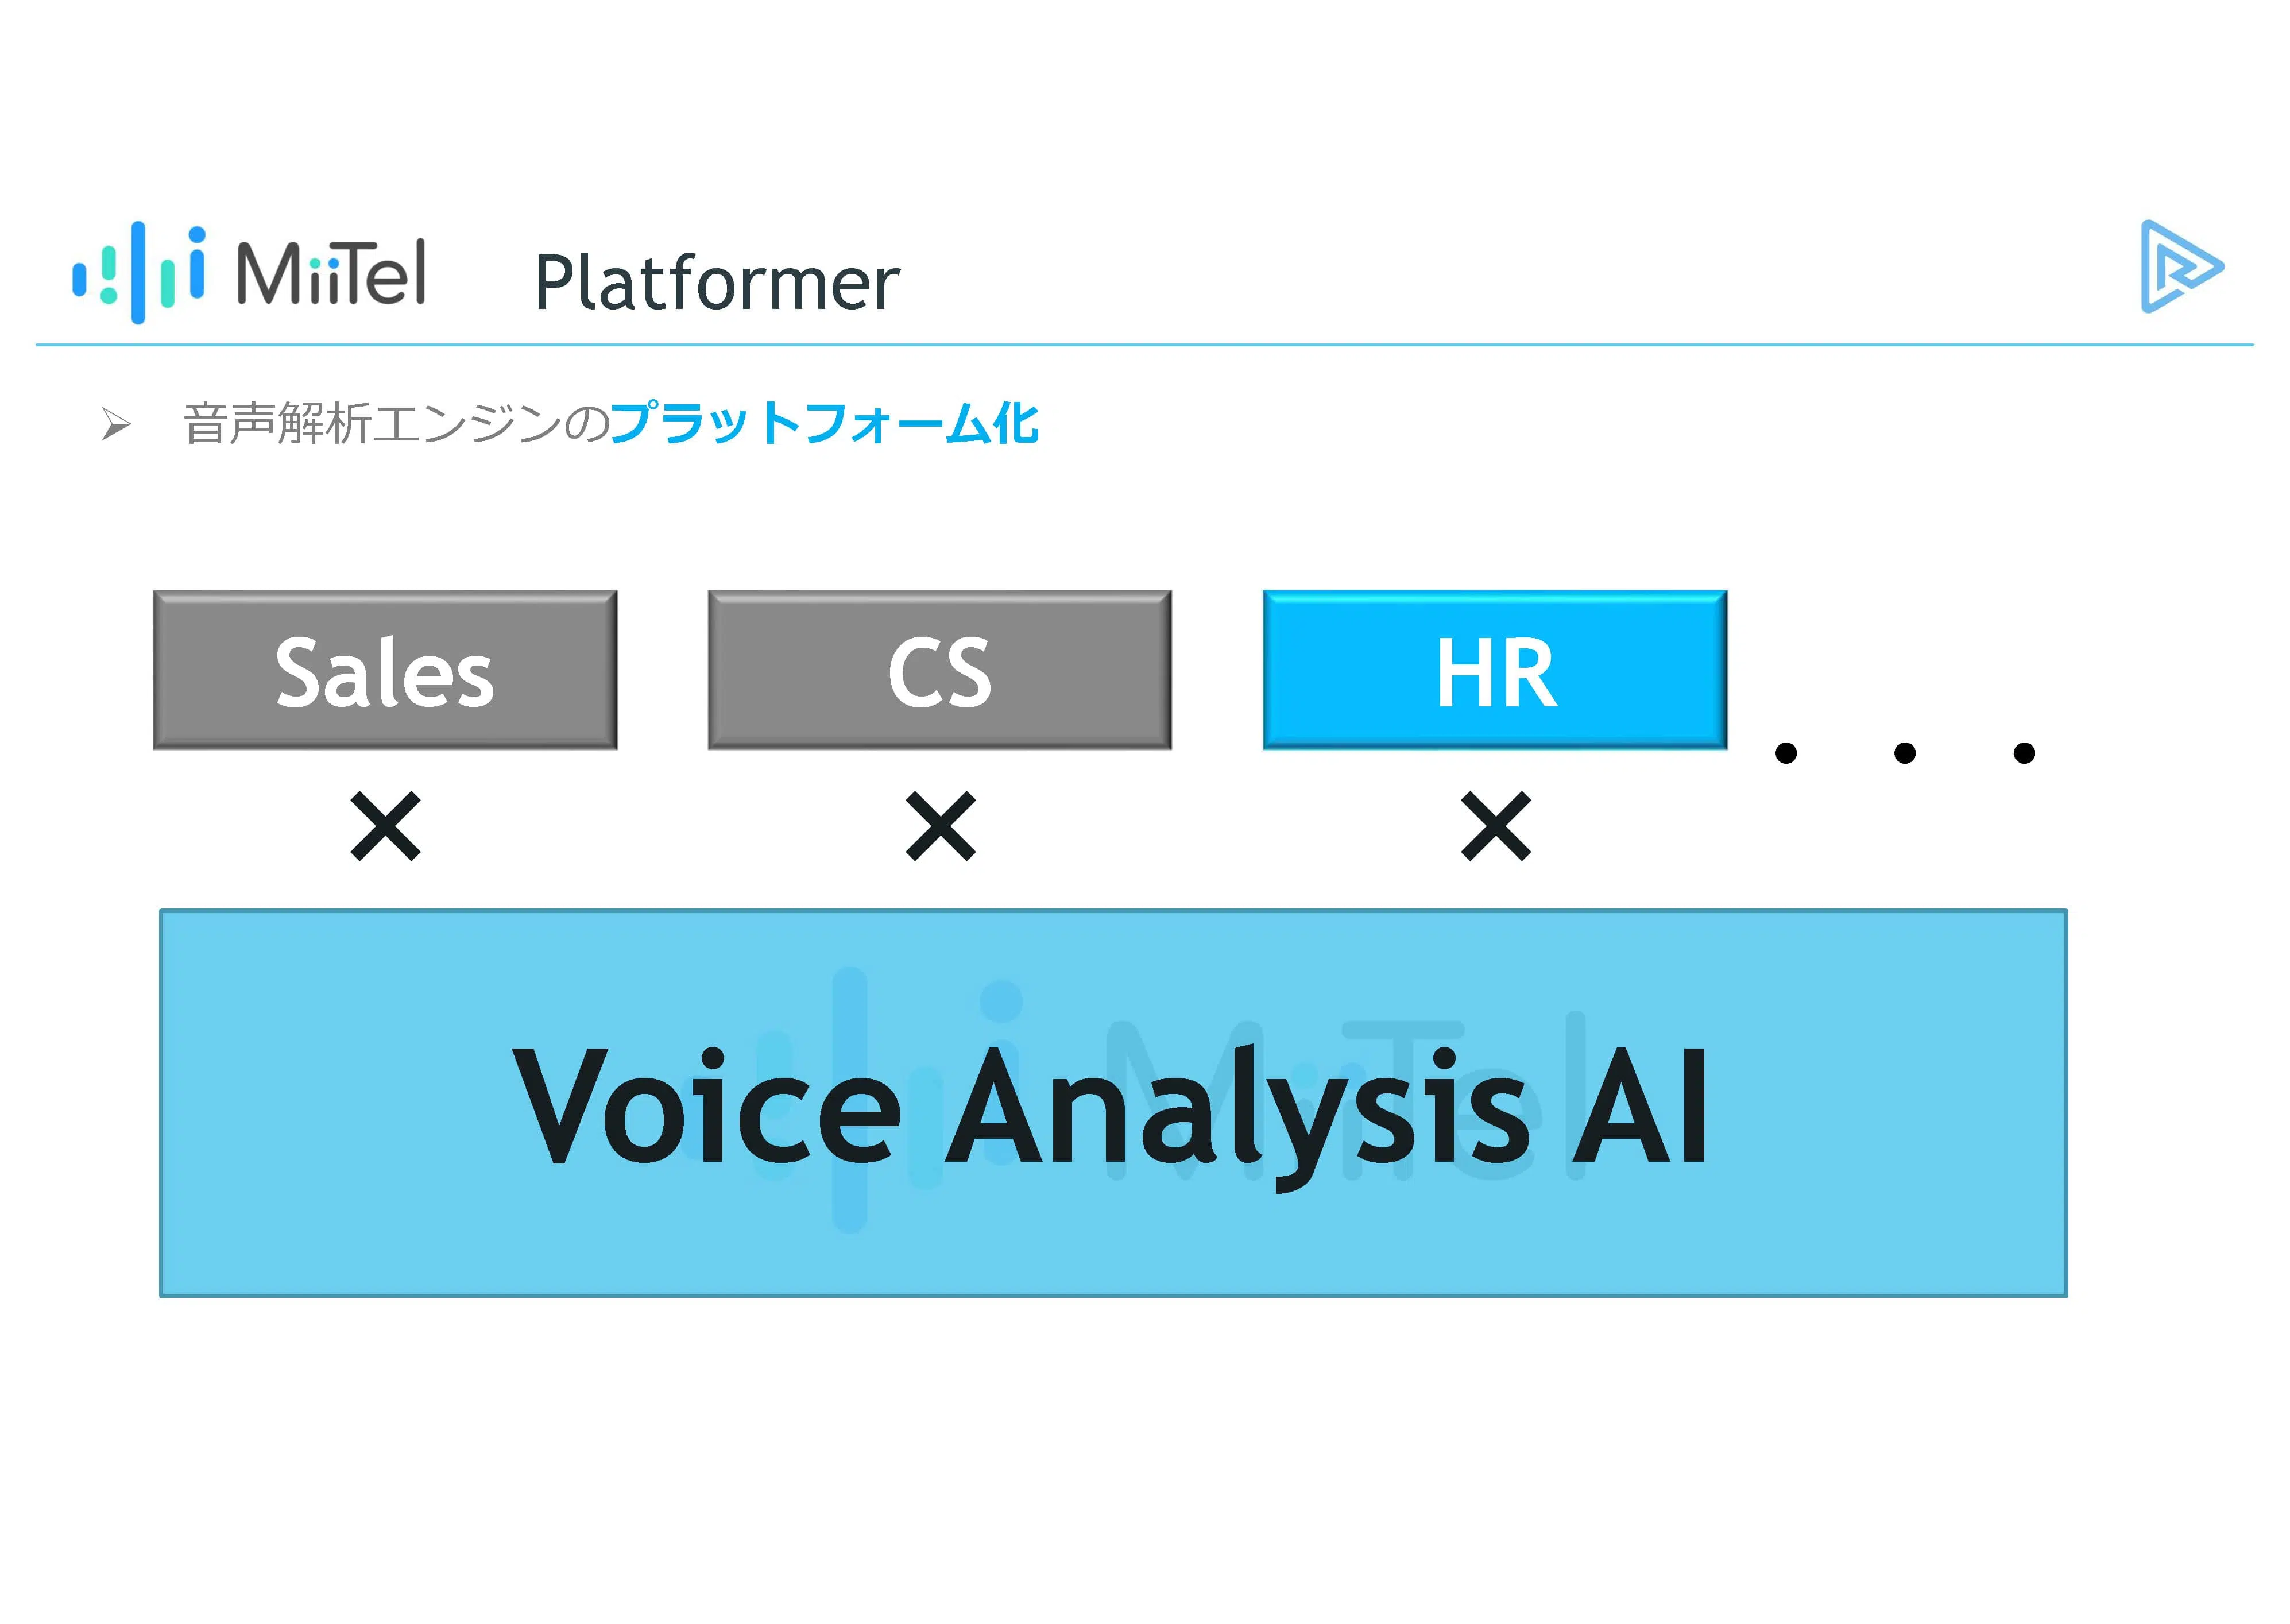 MiiTel Platformer
音声解析エンジンのプラットフォーム化
Sales CS HR
・・・
× × ×
MiiTel
Voice Analysis AI